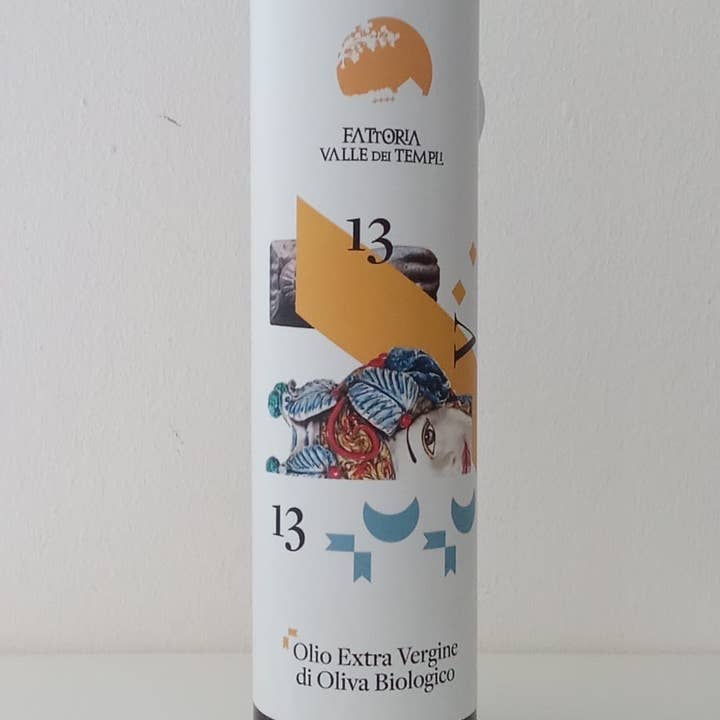 FATTORIA
VALLE DEI TEMPLI
13
V
13
Olio Extra Vergine
di Oliva Biologico